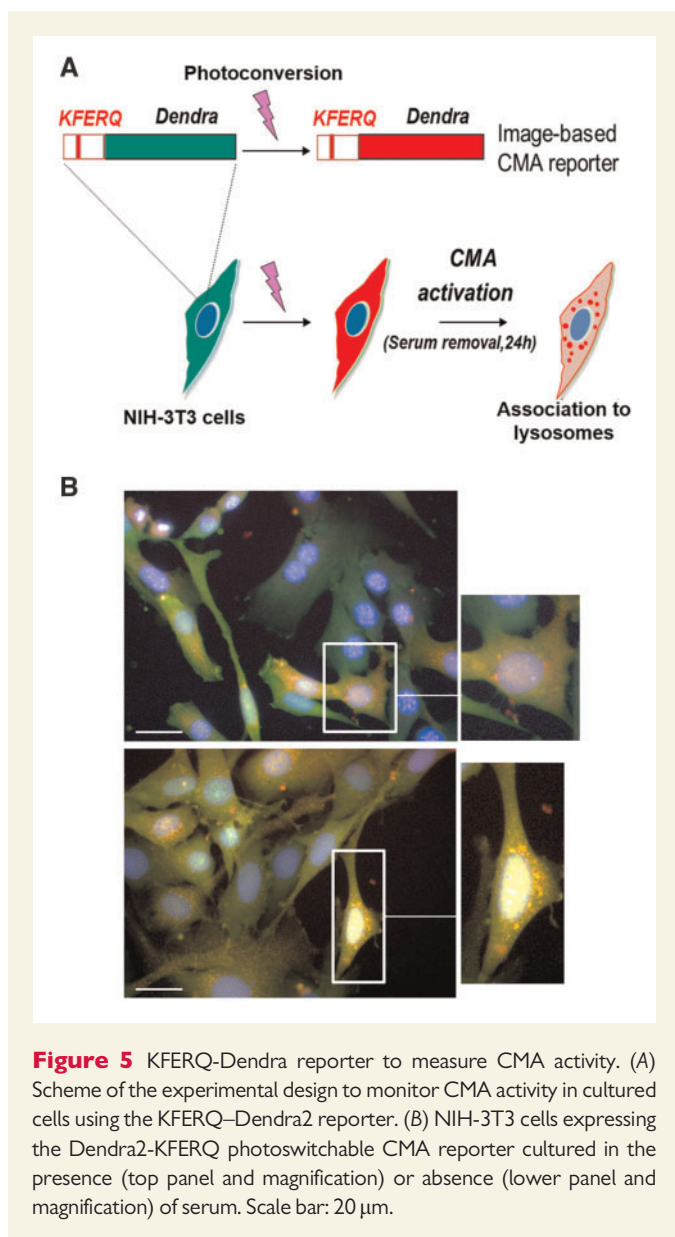 A
Photoconversion
KFERQ Dendra
KFERQ Dendra
Image-based
CMA reporter
CMA
activation
(Serum removal,24h)
NIH-3T3 cells
Association to
lysosomes
B
Figure 5 KFERQ-Dendra reporter to measure CMA activity. (A)
Scheme of the experimental design to monitor CMA activity in cultured
cells using the KFERQ–Dendra2 reporter. (B) NIH-3T3 cells expressing
the Dendra2-KFERQ photoswitchable CMA reporter cultured in the
presence (top panel and magnification) or absence (lower panel and
magnification) of serum. Scale bar: 20 μm.